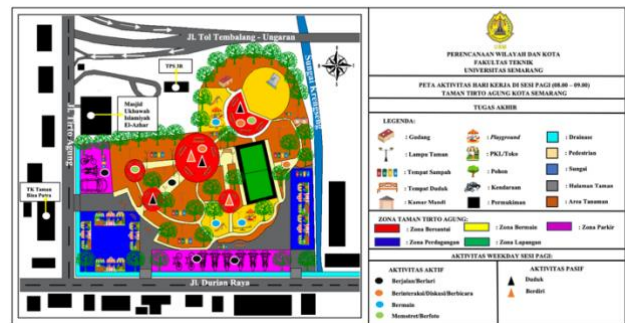 Jl. Tol Tembalang - Ungaran
TPS 3R
Masjid
Ukhuwah
Islamiyah
El-Azhar
Jl. Tirto Agung
TK Taman
Bina Putra
Sungai Krengseng
Jl. Durian Raya
PERENCANAAN WILAYAH DAN KOTA
FAKULTAS TEKNIK
UNIVERSITAS SEMARANG
PETA AKTIVITAS HARI KERJA DI SESI PAGI (08.00 – 09.00)
TAMAN TIRTO AGUNG KOTA SEMARANG
TUGAS AKHIR
LEGENDA:
: Gudang
: Playground
: Drainase
: Lampu Taman
: PKL/Toko
: Pedestrian
: Tempat Sampah
: Pohon
: Sungai
: Tempat Duduk
: Kendaraan
: Halaman Taman
: Kamar Mandi
: Permukiman
: Area Tanaman
ZONA TAMAN TIRTO AGUNG:
: Zona Bersantai
: Zona Bermain
: Zona Parkir
: Zona Perdagangan
: Zona Lapangan
AKTIVITAS WEEKDAY SESI PAGI:
AKTIVITAS AKTIF
AKTIVITAS PASIF
Berjalan/Berlari
Duduk
Berinteraksi/Diskusi/Berbicara
Berdiri
Bermain
Memotret/Berfoto